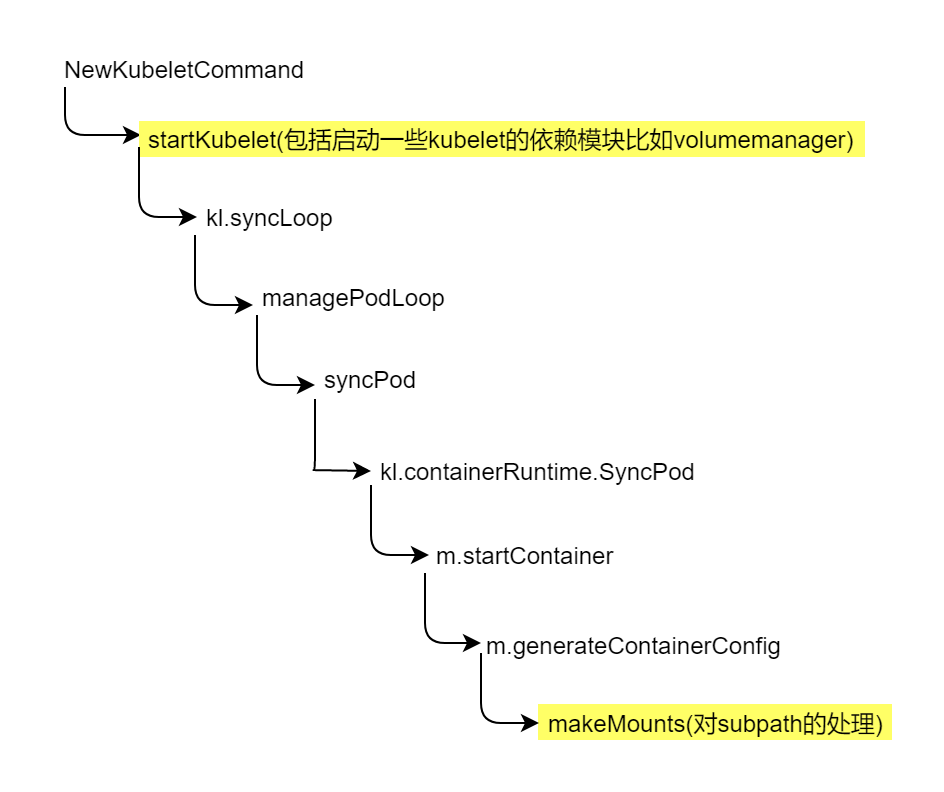 NewKubeletCommand
startKubelet(包括启动一些kubelet的依赖模块比如volumemanager)
kl.syncLoop
managePodLoop
syncPod
kl.containerRuntime.SyncPod
m.startContainer
m.generateContainerConfig
makeMounts(对subpath的处理)